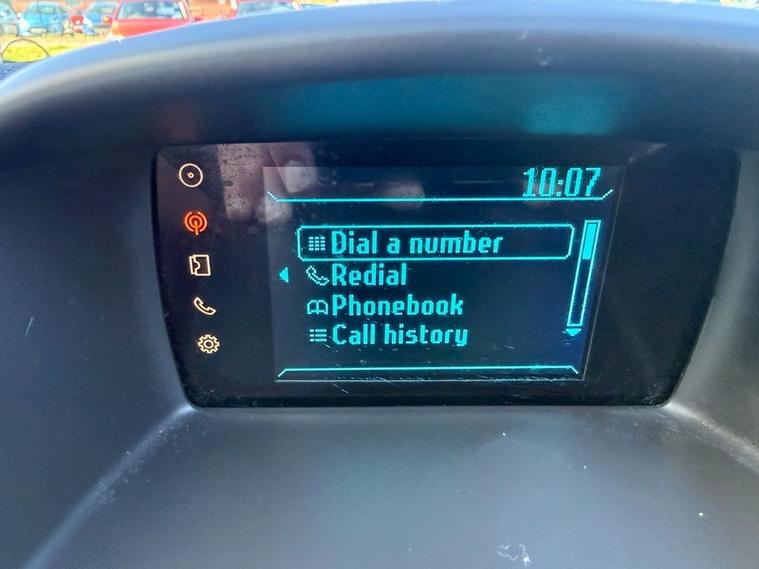 10:07
Dial a number
Redial
Phonebook
Call history